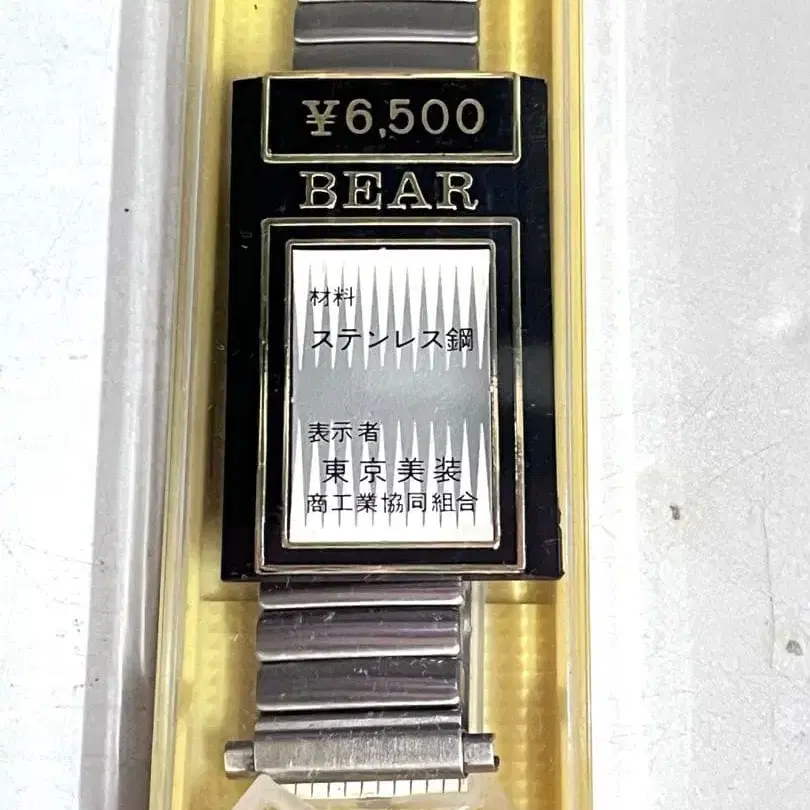 ¥6,500
BEAR
材料
ステンレス鋼
表示者
東京美装
商工業協同組合